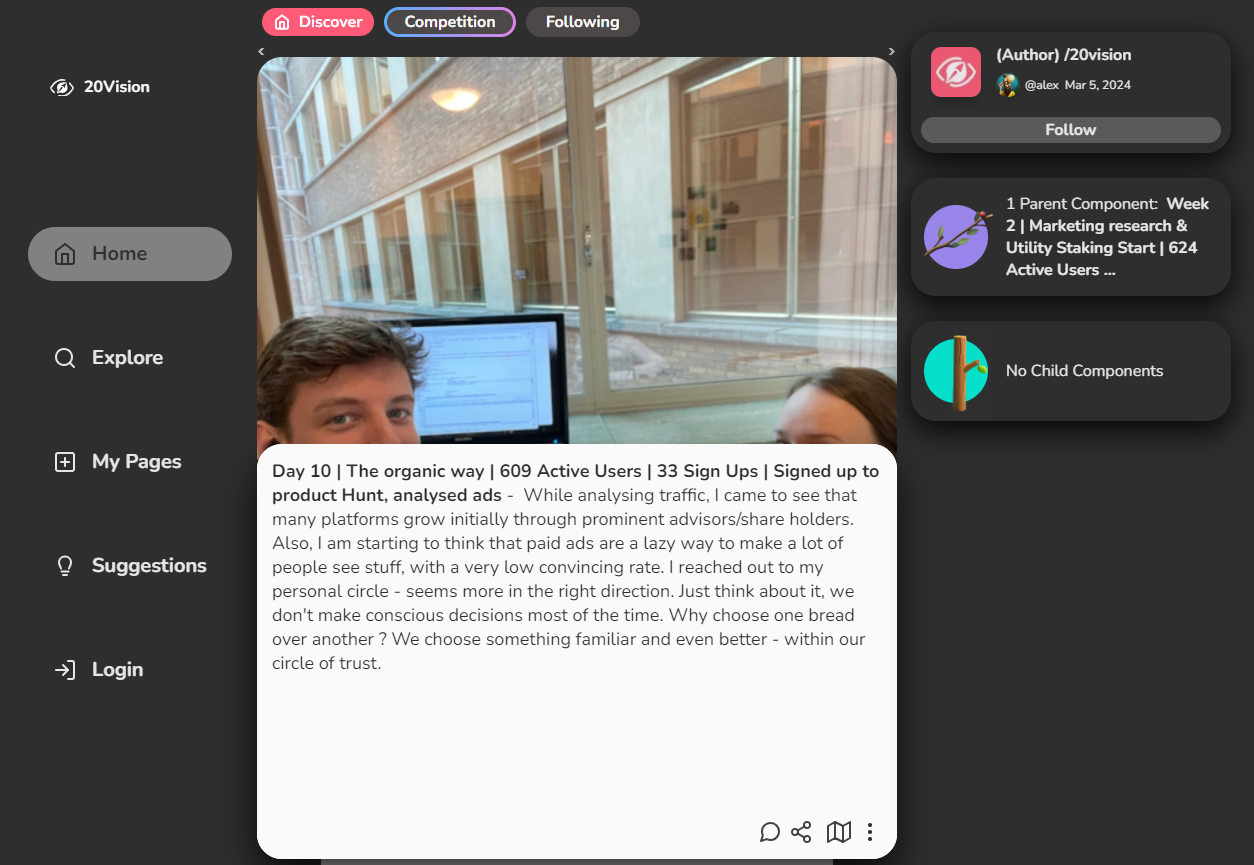 Discover Competition Following
20Vision
Home
Explore
My Pages
Suggestions
Login
Day 10 | The organic way | 609 Active Users | 33 Sign Ups | Signed up to
product Hunt, analysed ads - While analysing traffic, I came to see that
many platforms grow initially through prominent advisors/share holders.
Also, I am starting to think that paid ads are a lazy way to make a lot of
people see stuff, with a very low convincing rate. I reached out to my
personal circle - seems more in the right direction. Just think about it, we
don't make conscious decisions most of the time. Why choose one bread
over another ? We choose something familiar and even better - within our
circle of trust.
(Author) /20vision
@alex Mar 5, 2024
Follow
1 Parent Component: Week
2 | Marketing research &
Utility Staking Start | 624
Active Users ...
No Child Components